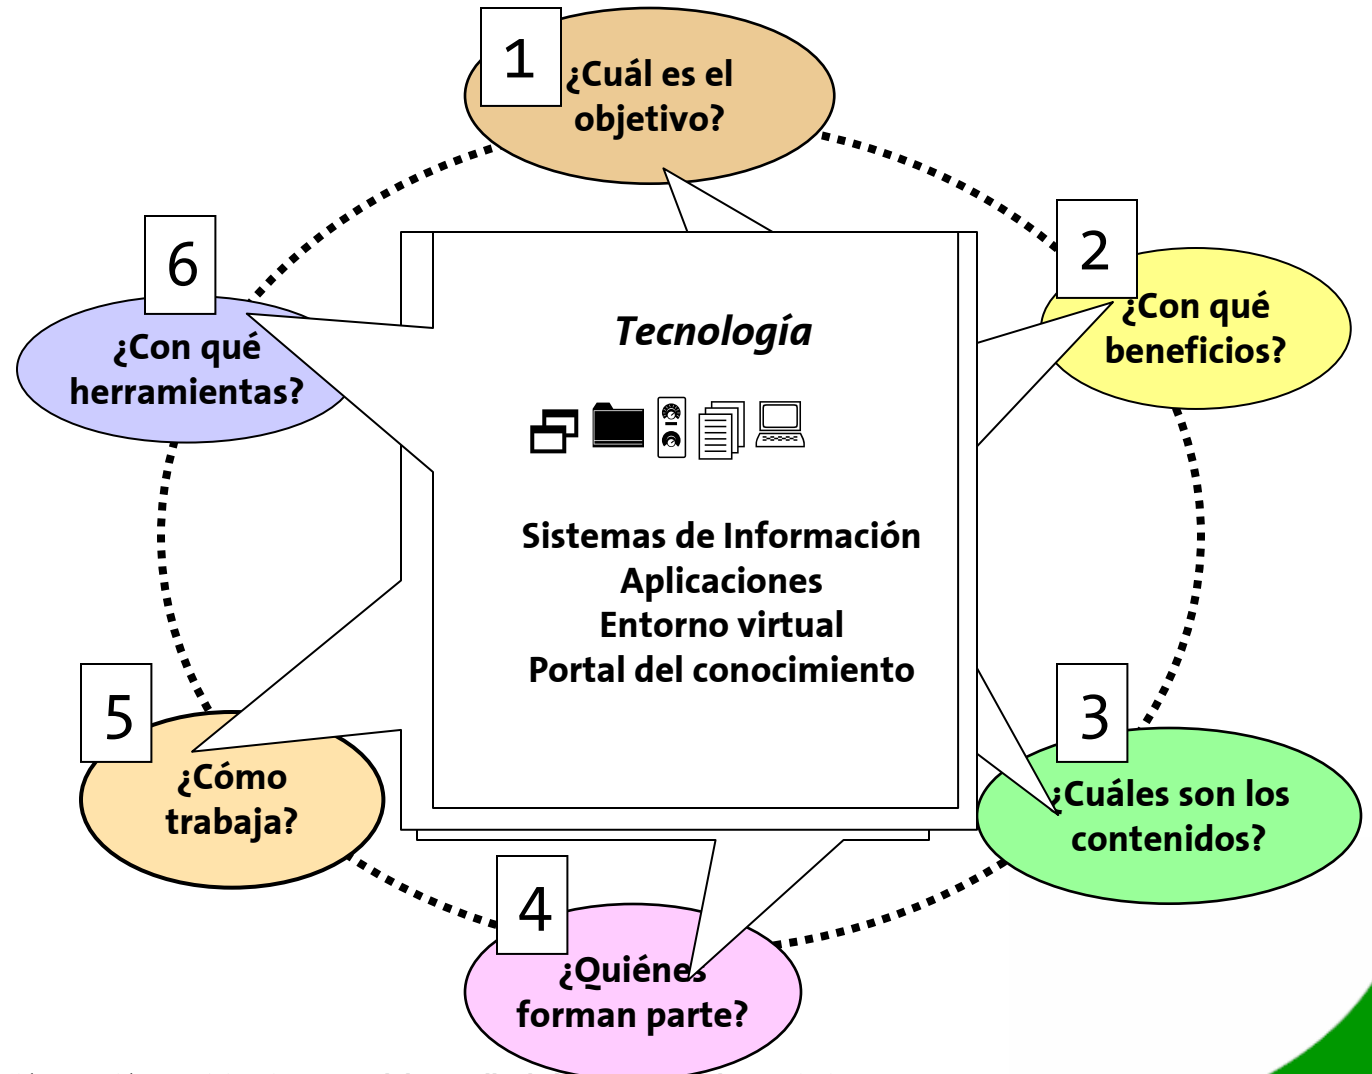 1
¿Cuál es el
objetivo?
2
¿Con qué
beneficios?
3
¿Cuáles son los
contenidos?
4
¿Quiénes
forman parte?
5
¿Cómo
trabaja?
6
¿Con qué
herramientas?
Tecnología
Sistemas de Información
Aplicaciones
Entorno virtual
Portal del conocimiento